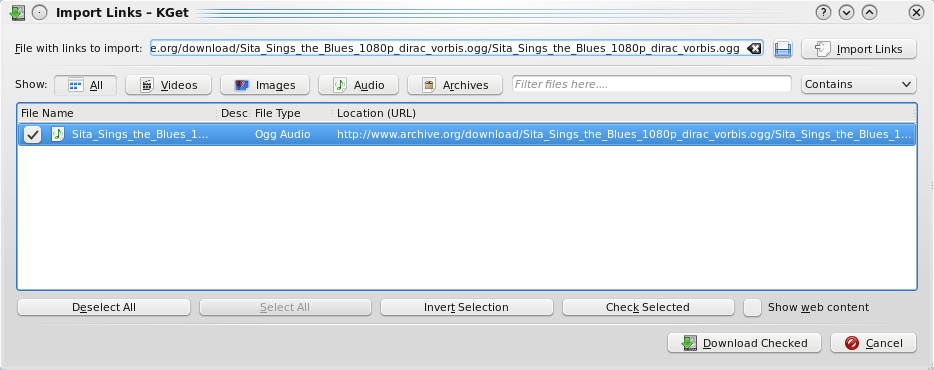 Import Links – KGet
File with links to import: e.org/download/Sita_Sings_the_Blues_1080p_dirac_vorbis.ogg/Sita_Sings_the_Blues_1080p_dirac_vorbis.ogg Import Links
Show: All Videos Images Audio Archives Filter files here.... Contains
File Name Desc File Type Location (URL)
Sita_Sings_the_Blues_1... Ogg Audio http://www.archive.org/download/Sita_Sings_the_Blues_1080p_dirac_vorbis.ogg/Sita_Sings_the_Blues_1...
Deselect All Select All Invert Selection Check Selected Show web content
Download Checked Cancel